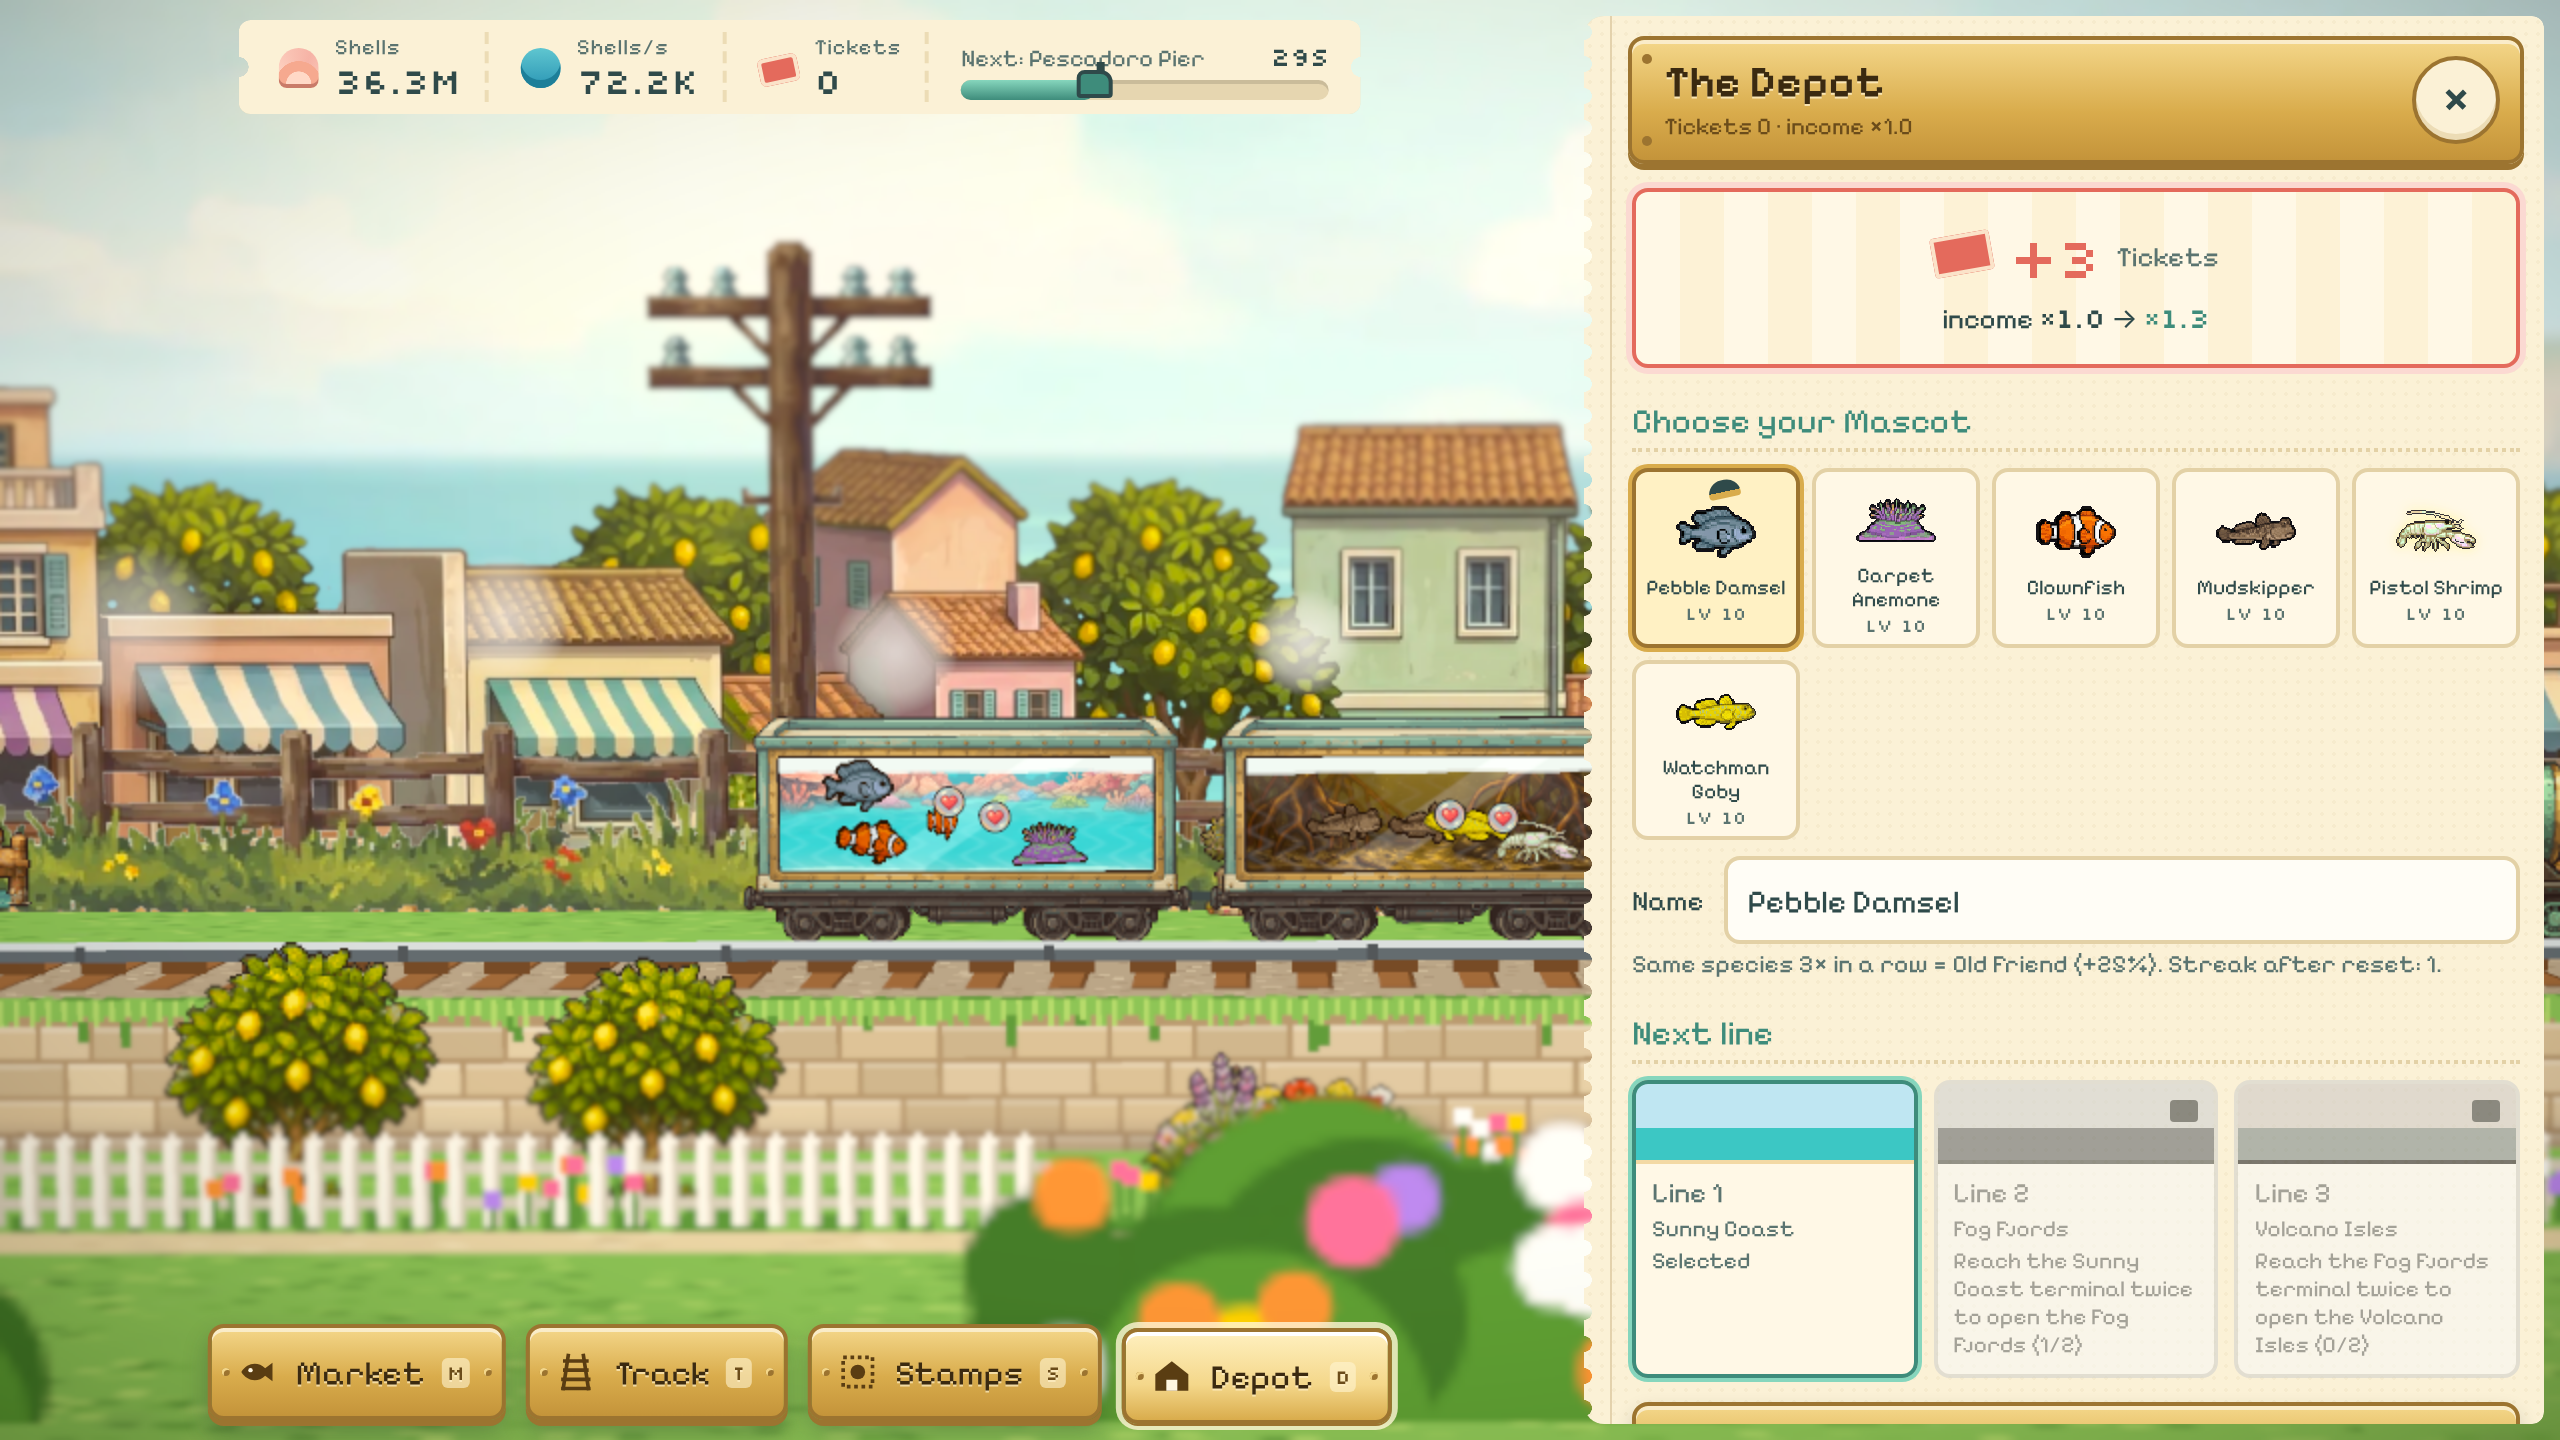 Shells
36.3M
Shells/s
72.2K
Tickets
0
Next: Pescadoro Pier
29S
The Depot
Tickets 0 · income ×1.0
×
+3 Tickets
income ×1.0 → ×1.3
Choose your Mascot
Pebble Damsel
LV 10
Carpet
Anemone
LV 10
Clownfish
LV 10
Mudskipper
LV 10
Pistol Shrimp
LV 10
Watchman
Goby
LV 10
Name
Pebble Damsel
Same species 3× in a row = Old Friend (+25%). Streak after reset: 1.
Next line
Line 1
Sunny Coast
Selected
Line 2
Fog Fjords
Reach the Sunny
Coast terminal twice
to open the Fog
Fjords (1/2)
Line 3
Volcano Isles
Reach the Fog Fjords
terminal twice to
open the Volcano
Isles (0/2)
Market M
Track T
Stamps S
Depot D